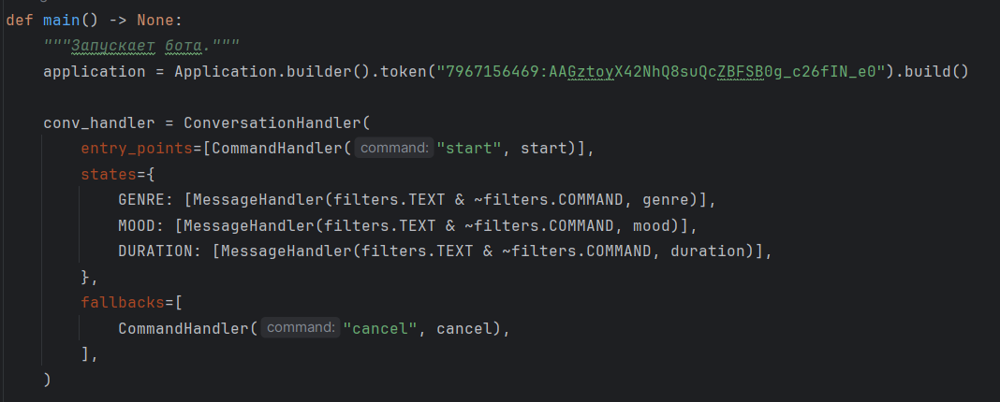 def main() -> None:
"""Запускает бота."""
application = Application.builder().token("7967156469:AAGztoyX42NhQ8suQcZBFSBOg_c26fIN_e0").build()
conv_handler = ConversationHandler(
entry_points=[CommandHandler( command: "start", start)],
states={
GENRE: [MessageHandler(filters.TEXT & ~filters.COMMAND, genre)],
MOOD: [MessageHandler(filters.TEXT & ~filters.COMMAND, mood)],
DURATION: [MessageHandler(filters.TEXT & ~filters.COMMAND, duration)],
},
fallbacks=[
CommandHandler( command: "cancel", cancel),
],
)